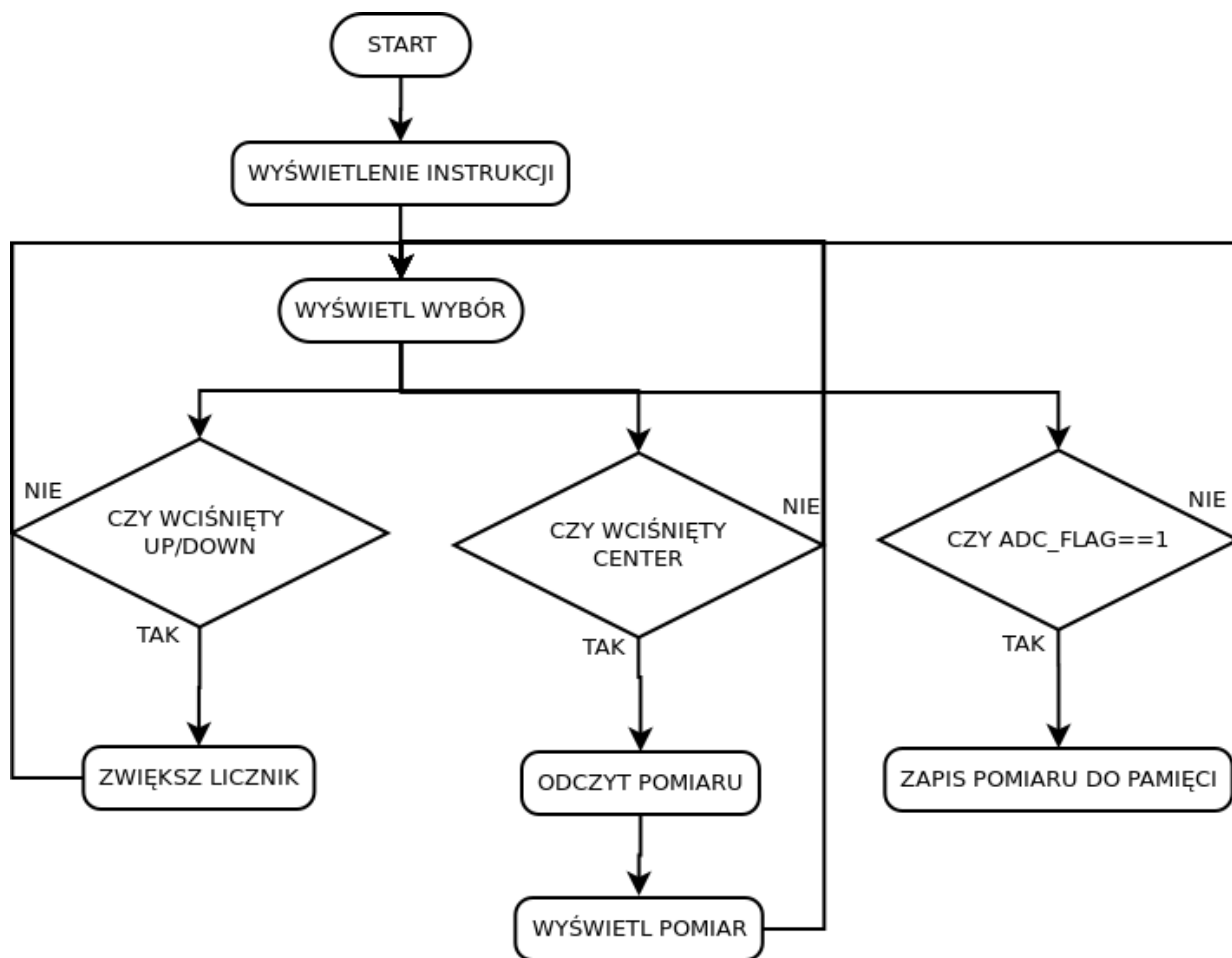 START
WYŚWIETLENIE INSTRUKCJI
WYŚWIETL WYBÓR
NIE
CZY WCIŚNIĘTY
UP/DOWN
TAK
ZWIĘKSZ LICZNIK
NIE
CZY WCIŚNIĘTY
CENTER
TAK
ODCZYT POMIARU
WYŚWIETL POMIAR
NIE
CZY ADC_FLAG==1
TAK
ZAPIS POMIARU DO PAMIĘCI